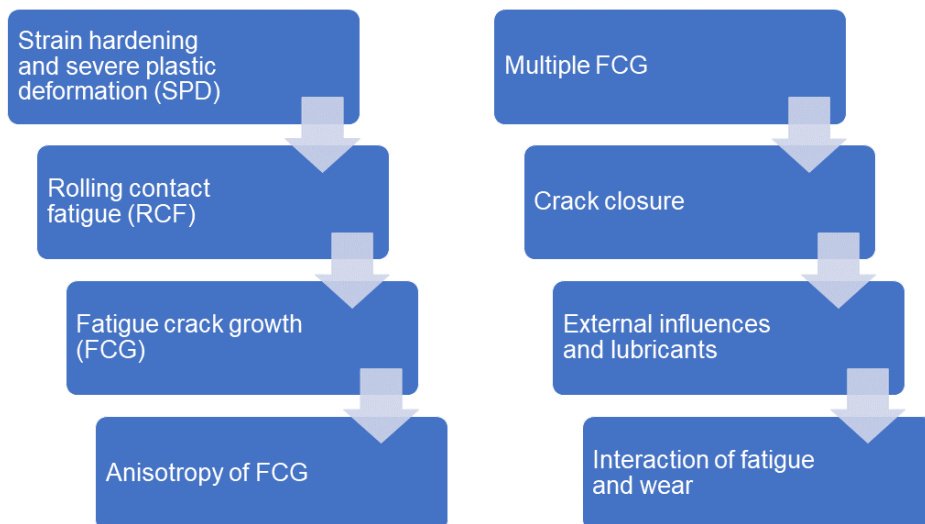 Strain hardening
and severe plastic
deformation (SPD)
Rolling contact
fatigue (RCF)
Fatigue crack growth
(FCG)
Anisotropy of FCG
Multiple FCG
Crack closure
External influences
and lubricants
Interaction of fatigue
and wear